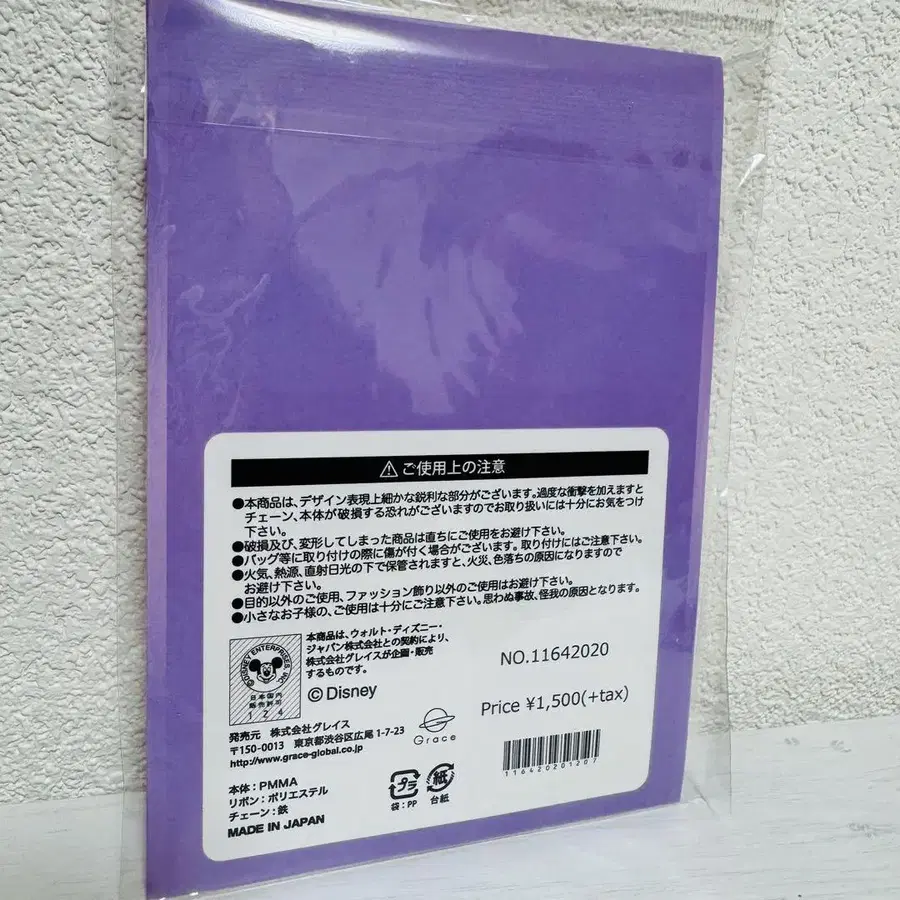 ⚠ご使用上の注意
●本商品は、デザイン表現上細かな鋭利な部分がございます。過度な衝撃を加えますと
チェーン、本体が破損する恐れがございますのでお取り扱いには十分にお気をつけ
下さい。
●破損及び、変形してしまった商品は直ちにご使用をお避け下さい。
●バッグ等に取り付けの際に傷が付く場合がございます。取り付けにはご注意下さい。
●火気、熱源、直射日光の下で保管されますと、火災、色落ちの原因になりますので
お避け下さい。
●目的以外のご使用、ファッション飾り以外のご使用はお避け下さい。
●小さなお子様の、ご使用は十分にご注意下さい。思わぬ事故、怪我の原因となります。
©DISNEY ENTERPRISES, INC.
日本国内
販売許可
1 2 4
本商品は、ウォルト・ディズニー・
ジャパン株式会社との契約により、
株式会社グレイスが企画・販売
するものです。
©Disney
NO.11642020
Price ¥1,500(+tax)
発売元 株式会社グレイス
〒150-0013 東京都渋谷区広尾 1-7-23
http://www.grace-global.co.jp
Grace
本体：PMMA
リボン：ポリエステル
チェーン：鉄
MADE IN JAPAN
プラ
袋：PP
紙
台紙
116420201207